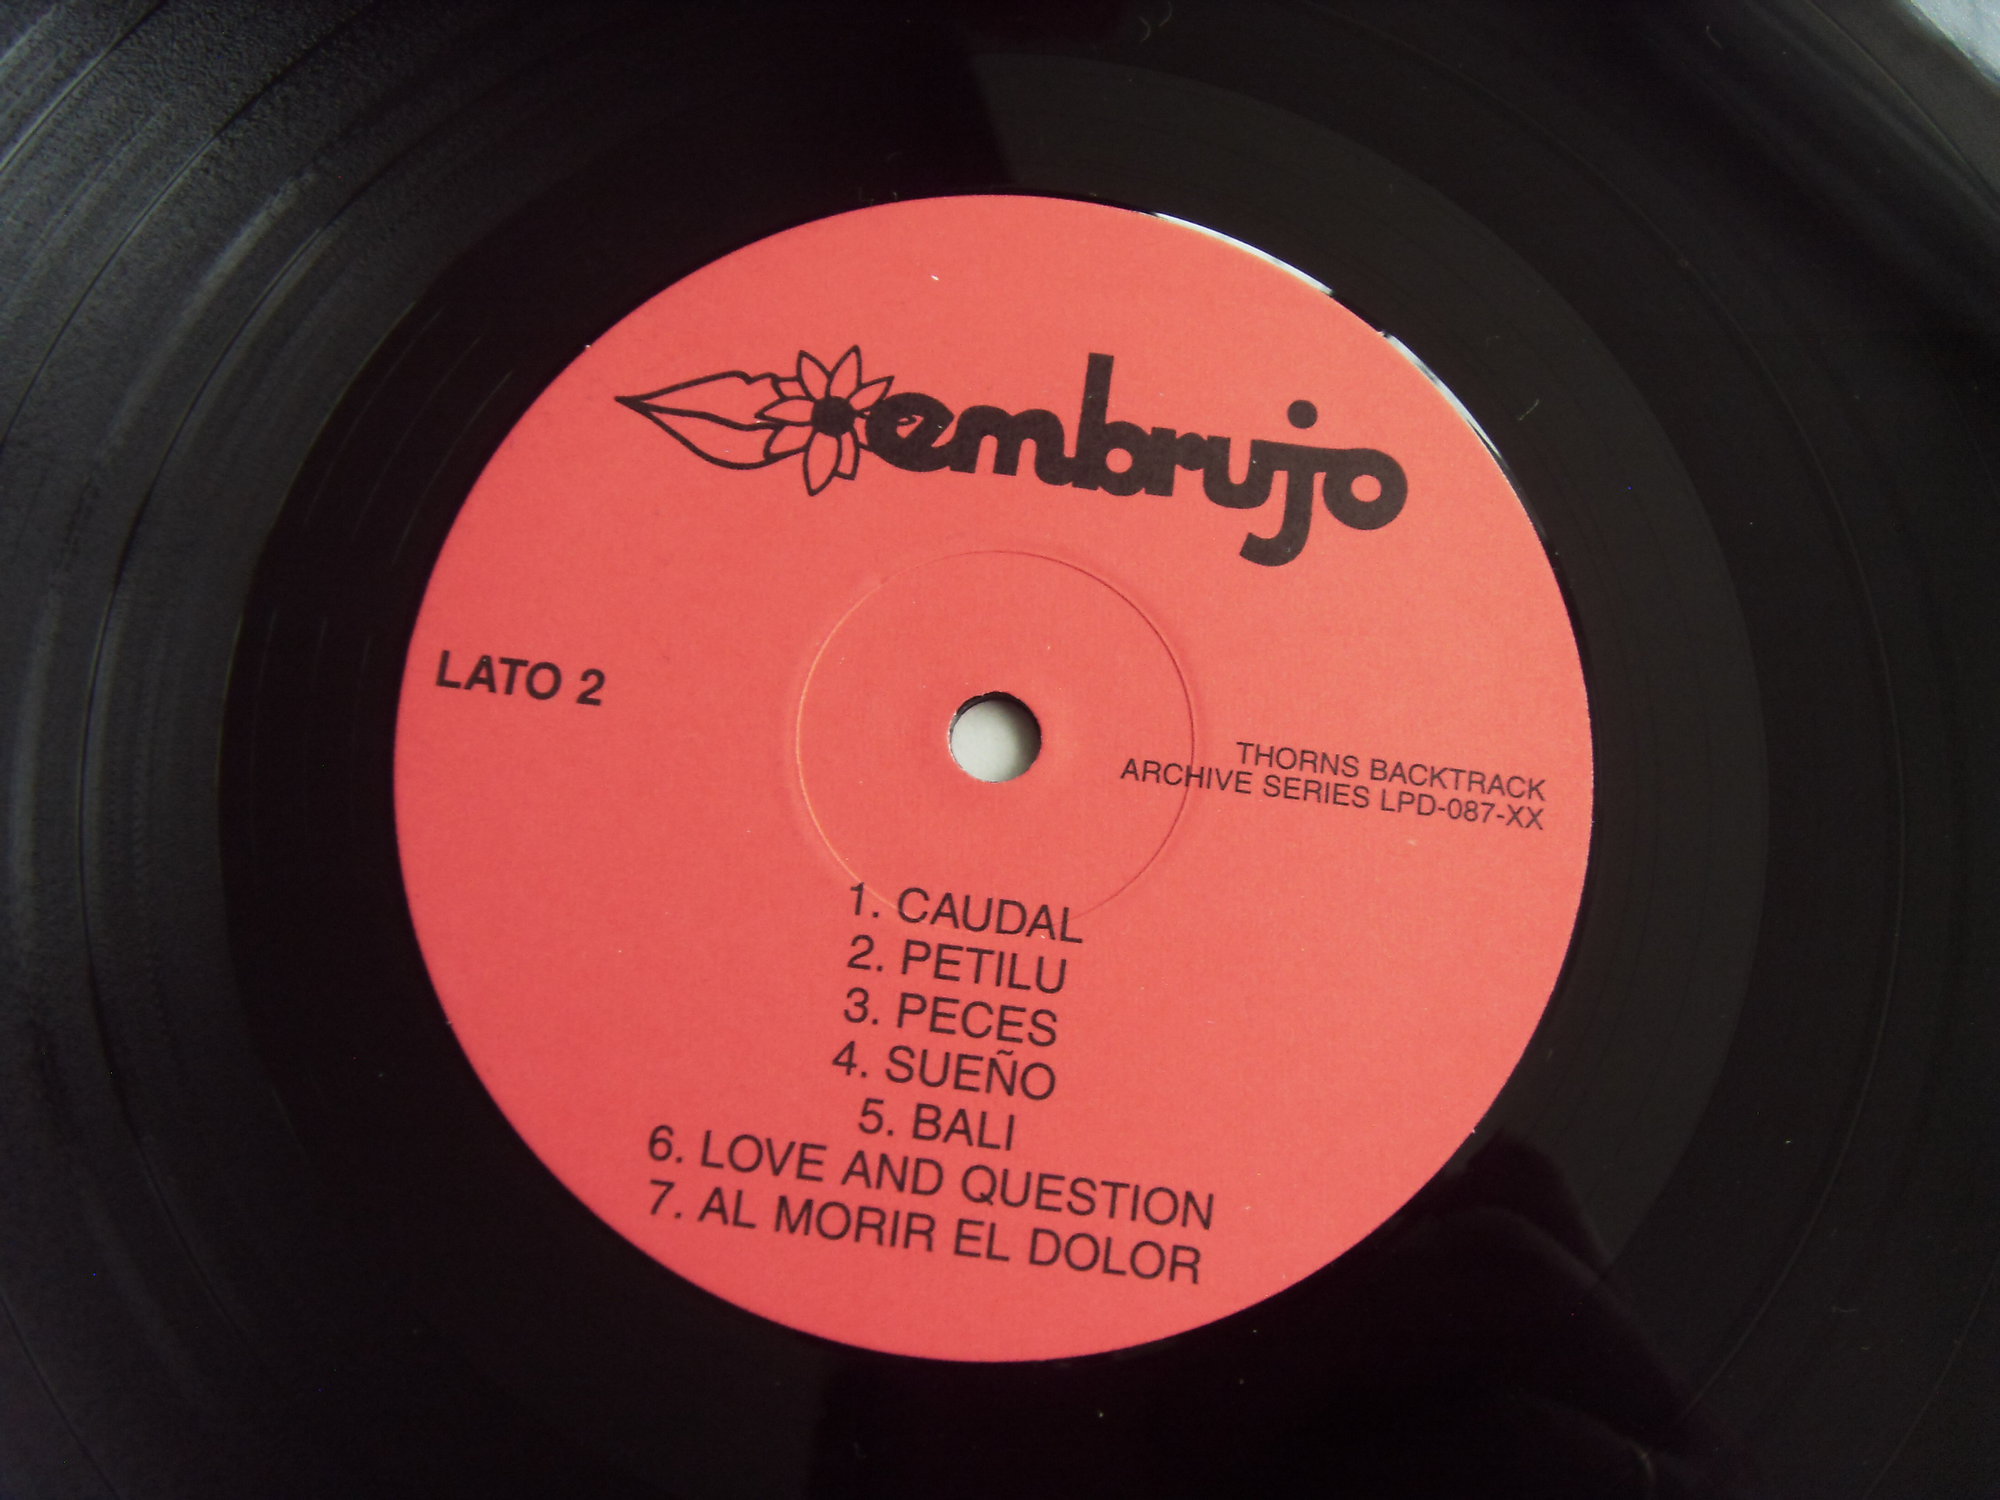 embrujo
LATO 2
THORNS BACKTRACK
ARCHIVE SERIES LPD-087-XX
1. CAUDAL
2. PETILU
3. PECES
4. SUEÑO
5. BALI
6. LOVE AND QUESTION
7. AL MORIR EL DOLOR